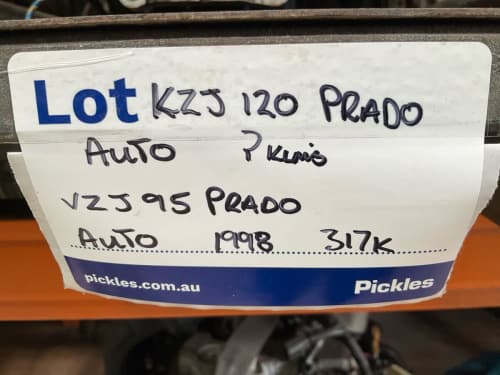 Lot KZJ 120 PRADO
AUTO ? KLMS
VZJ 95 PRADO
AUTO 1998 317K
pickles.com.au Pickles